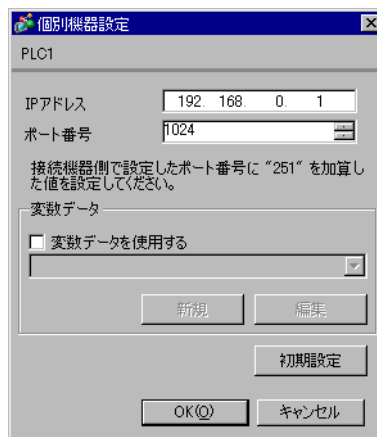 個別機器設定
PLC1
IPアドレス 192. 168. 0. 1
ポート番号 1024
接続機器側で設定したポート番号に "251" を加算し
た値を設定してください。
変数データ
変数データを使用する
新規 編集
初期設定
OK(O) キャンセル